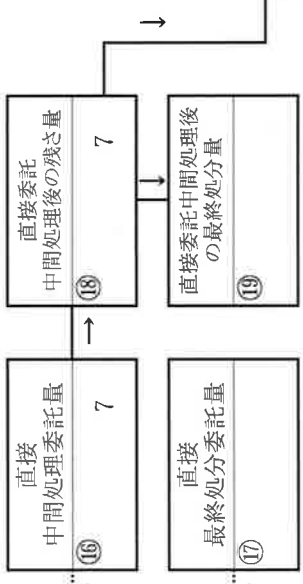 直接
中間処理委託量
⑯
7
直接委託
中間処理後の残さ量
⑱
7
直接
最終処分委託量
⑰
直接委託中間処理後
の最終処分量
⑲